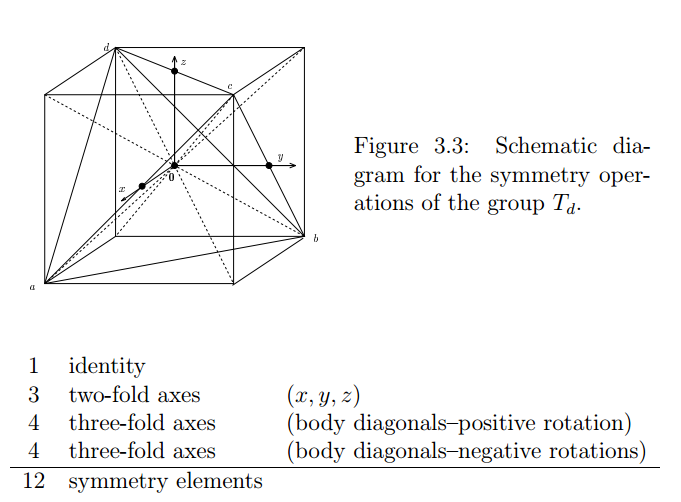 d
z
c
y
x
0
b
a
Figure 3.3: Schematic dia-
gram for the symmetry oper-
ations of the group T_d.
1 identity
3 two-fold axes (x, y, z)
4 three-fold axes (body diagonals–positive rotation)
4 three-fold axes (body diagonals–negative rotations)
12 symmetry elements